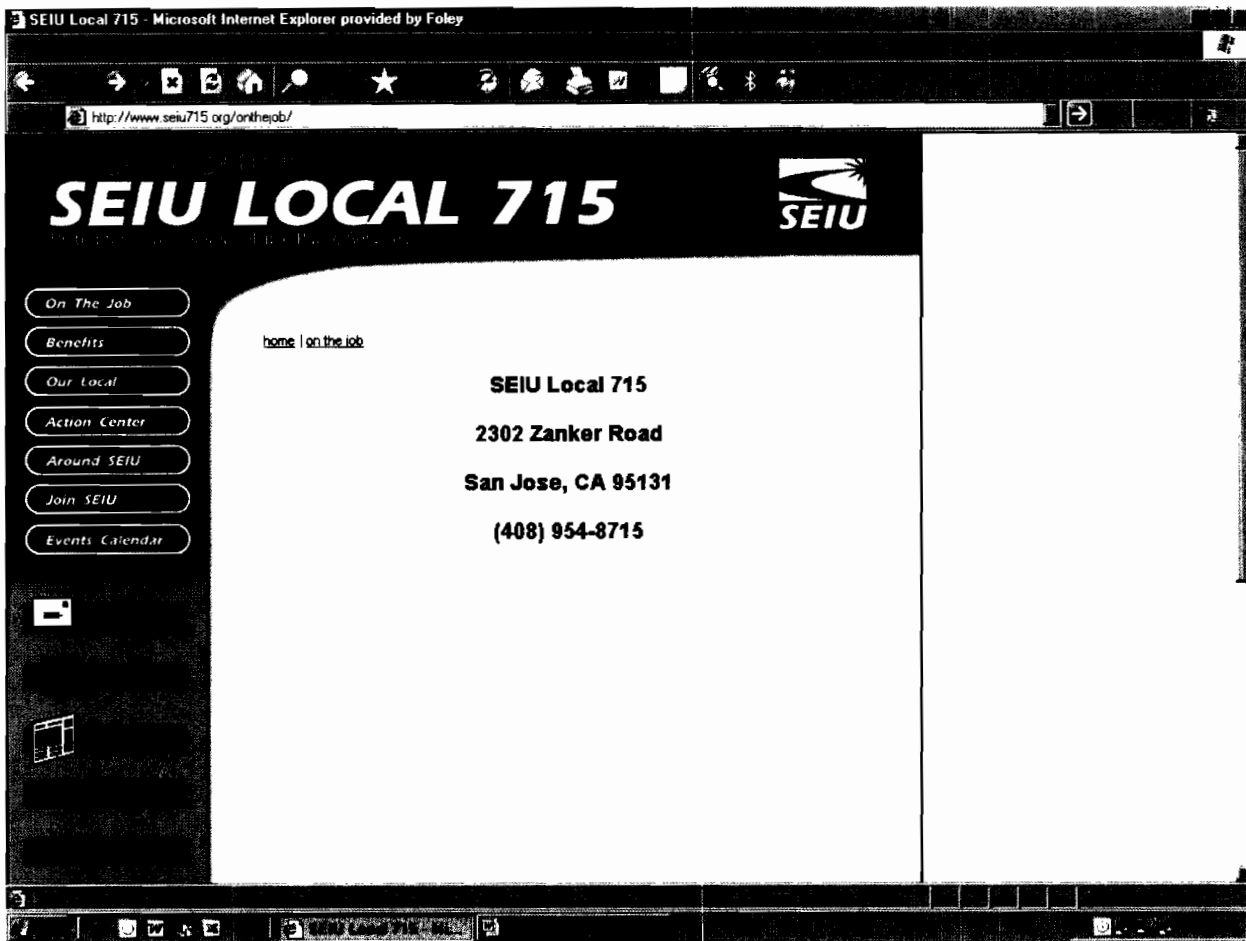 SEIU Local 715 - Microsoft Internet Explorer provided by Foley
http://www.seiu715.org/onthejob/
SEIU LOCAL 715
SEIU
On The Job
Benefits
Our Local
Action Center
Around SEIU
Join SEIU
Events Calendar
home | on the job
SEIU Local 715
2302 Zanker Road
San Jose, CA 95131
(408) 954-8715